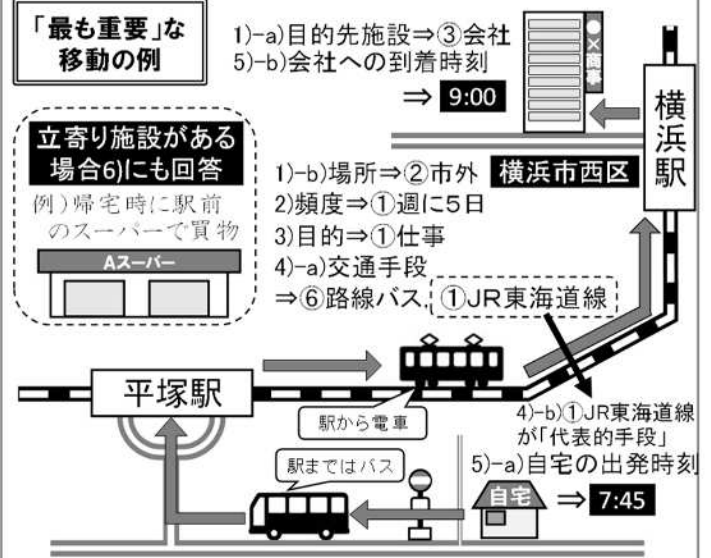 「最も重要」な
移動の例
1)-a)目的先施設⇒③会社
5)-b)会社への到着時刻
⇒ 9:00
●×商事
横浜駅
立寄り施設がある
場合6)にも回答
例）帰宅時に駅前
のスーパーで買物
Aスーパー
1)-b)場所⇒②市外 横浜市西区
2)頻度⇒①週に5日
3)目的⇒①仕事
4)-a)交通手段
⇒⑥路線バス,①JR東海道線
平塚駅
駅から電車
4)-b)①JR東海道線
が「代表的手段」
駅まではバス
5)-a)自宅の出発時刻
自宅
⇒ 7:45